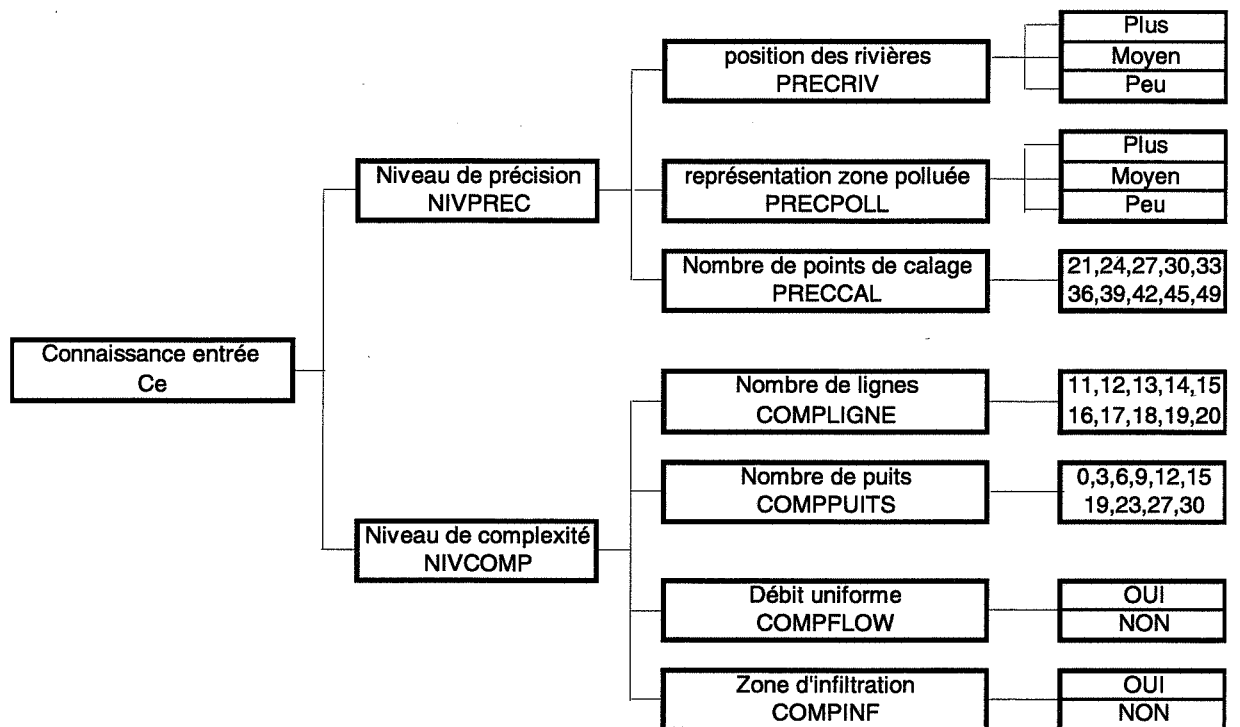 Plus
position des rivières
PRECRIV
Moyen
Peu
Plus
Niveau de précision
NIVPREC
représentation zone polluée
PRECPOLL
Moyen
Peu
Nombre de points de calage
PRECCAL
21,24,27,30,33
36,39,42,45,49
Connaissance entrée
Ce
Nombre de lignes
COMPLIGNE
11,12,13,14,15
16,17,18,19,20
Nombre de puits
COMPPUITS
0,3,6,9,12,15
19,23,27,30
Niveau de complexité
NIVCOMP
Débit uniforme
COMPFLOW
OUI
NON
Zone d'infiltration
COMPINF
OUI
NON